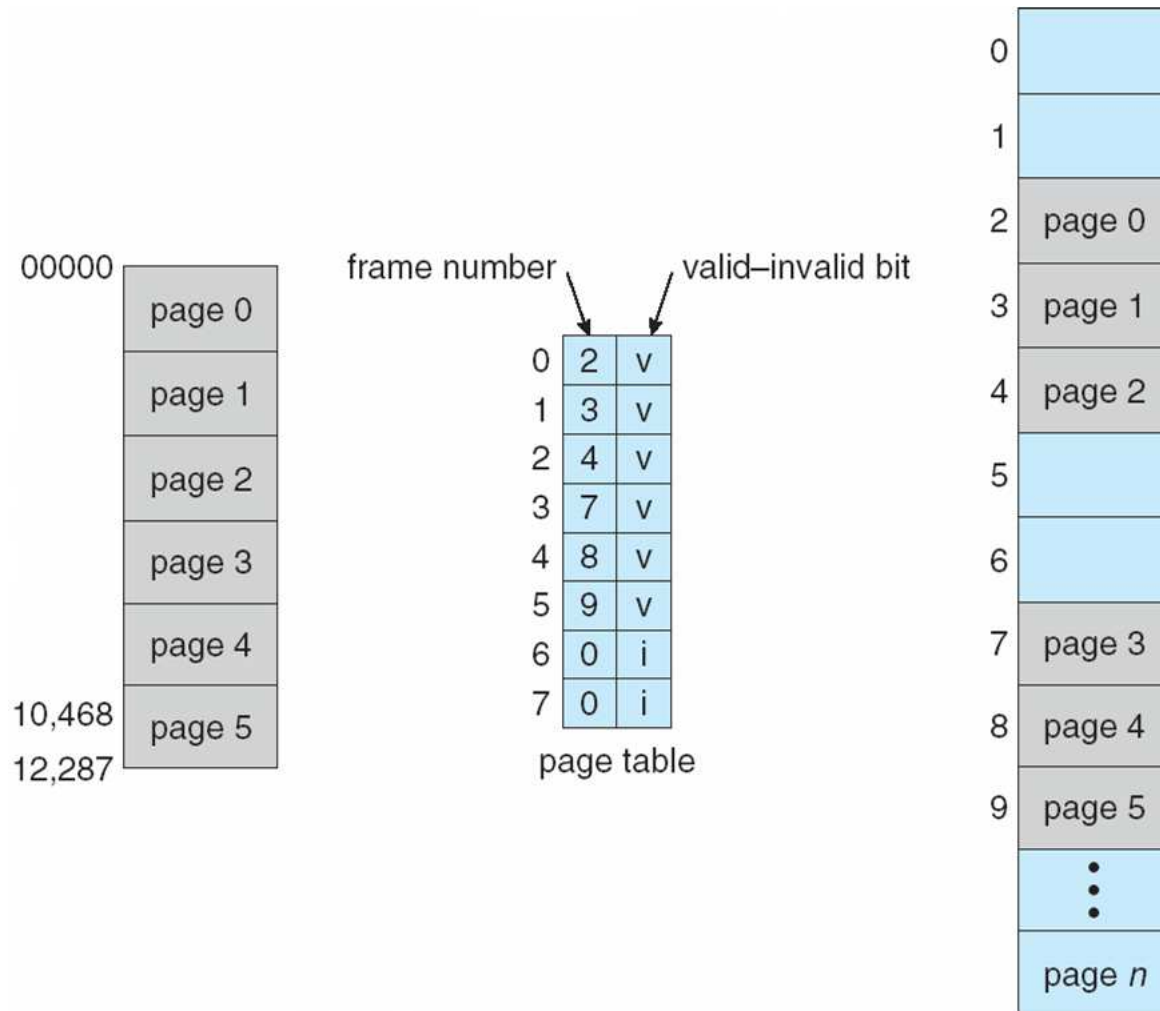 00000
page 0
page 1
page 2
page 3
page 4
10,468
page 5
12,287
frame number
valid–invalid bit
0 2 v
1 3 v
2 4 v
3 7 v
4 8 v
5 9 v
6 0 i
7 0 i
page table
0
1
2 page 0
3 page 1
4 page 2
5
6
7 page 3
8 page 4
9 page 5
page n